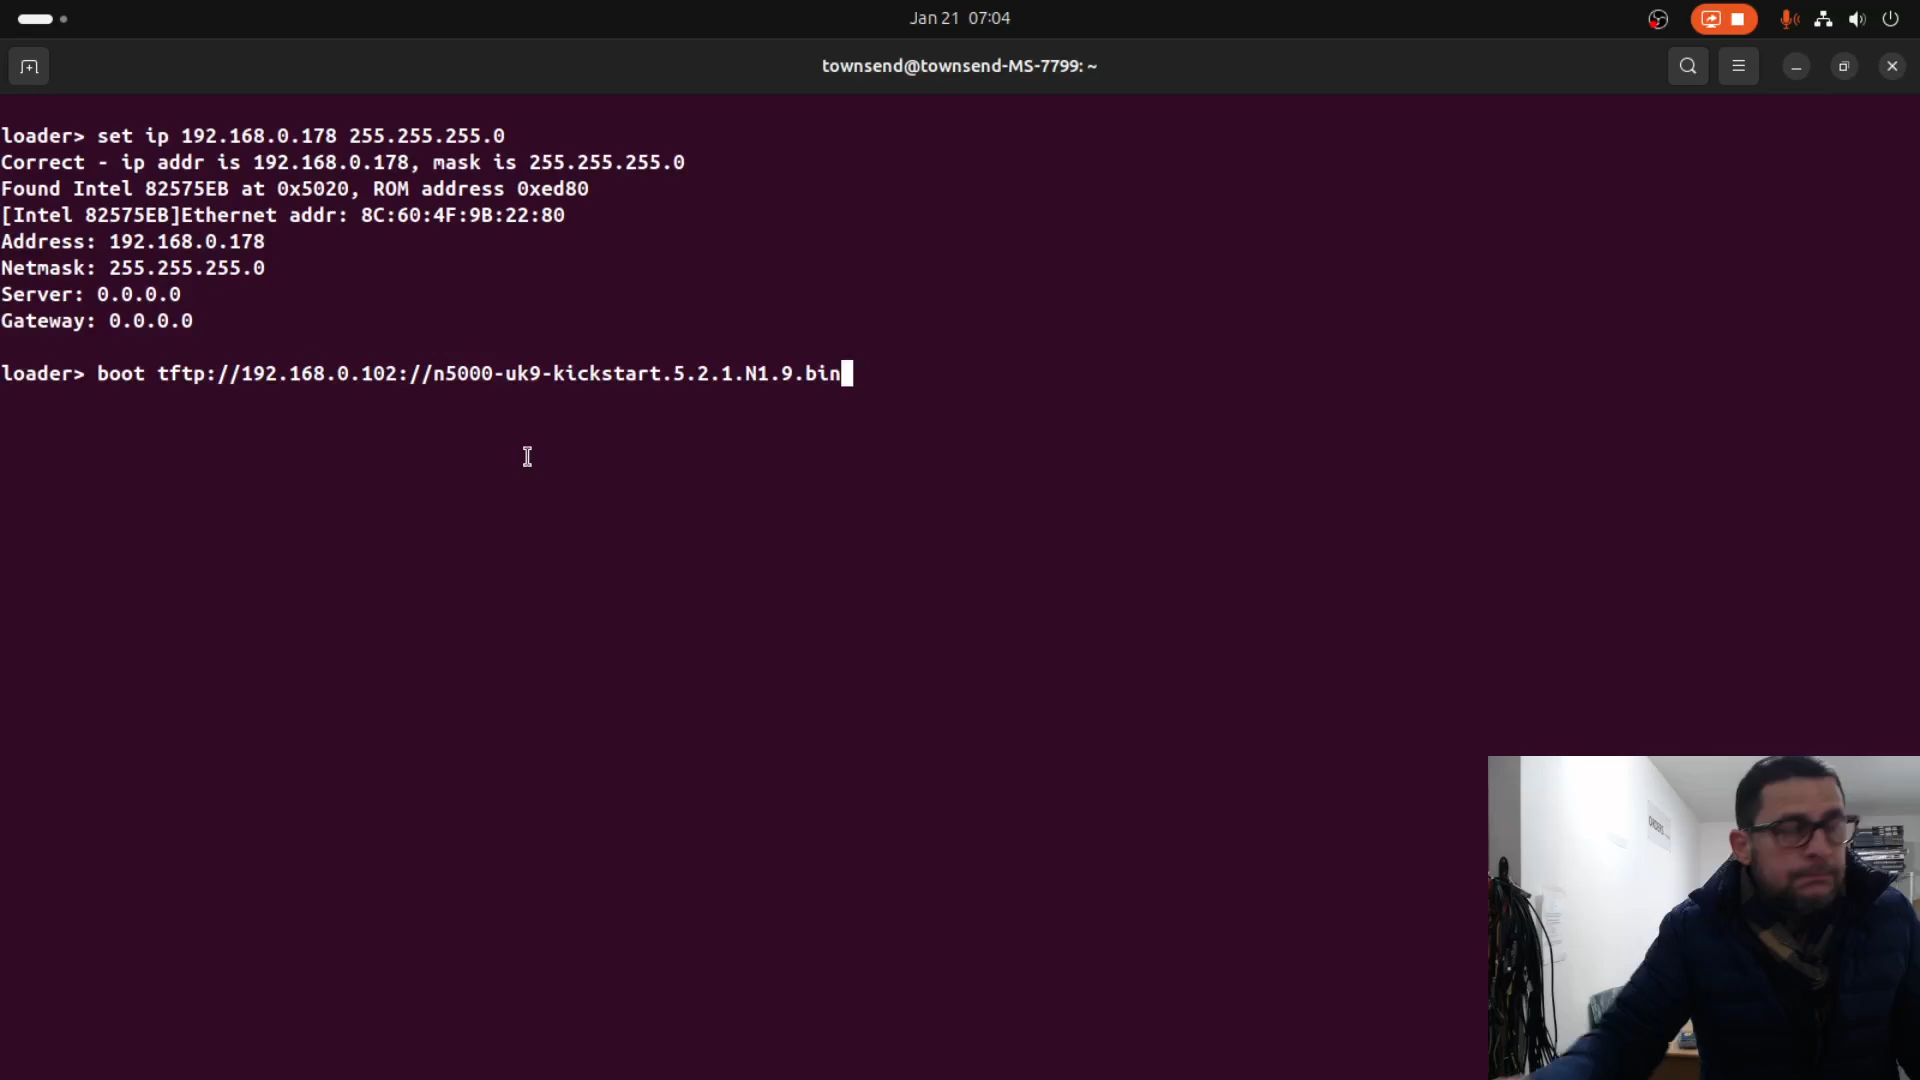 Jan 21 07:04
townsend@townsend-MS-7799: ~
loader> set ip 192.168.0.178 255.255.255.0
Correct - ip addr is 192.168.0.178, mask is 255.255.255.0
Found Intel 82575EB at 0x5020, ROM address 0xed80
[Intel 82575EB]Ethernet addr: 8C:60:4F:9B:22:80
Address: 192.168.0.178
Netmask: 255.255.255.0
Server: 0.0.0.0
Gateway: 0.0.0.0
loader> boot tftp://192.168.0.102://n5000-uk9-kickstart.5.2.1.N1.9.bin
ORDERS